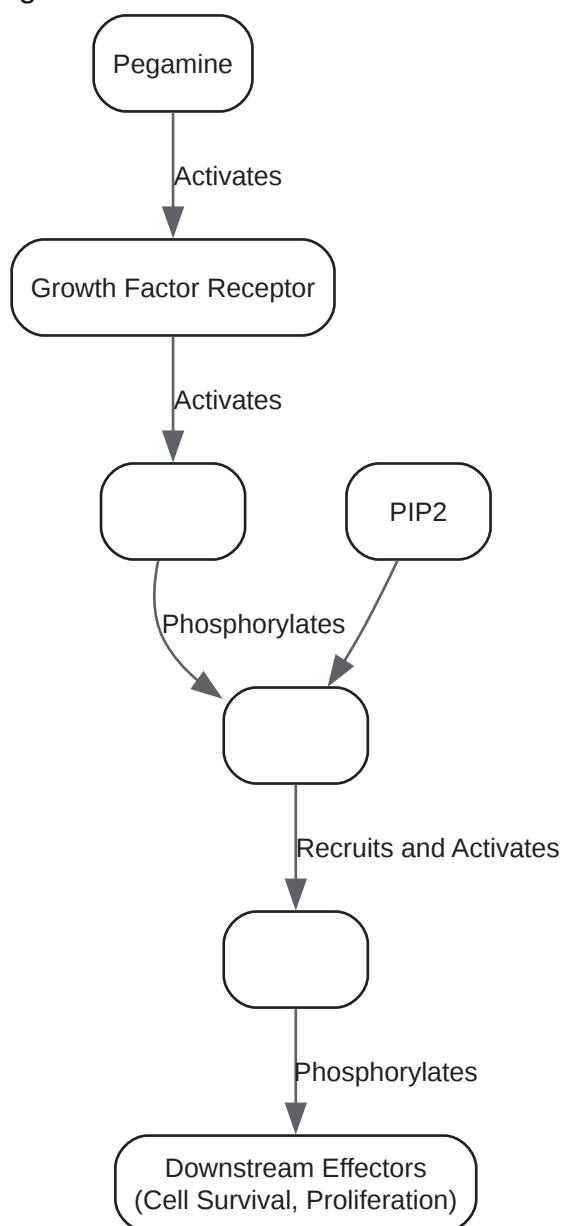 Pegamine
Activates
Growth Factor Receptor
Activates
PIP2
Phosphorylates
Recruits and Activates
Phosphorylates
Downstream Effectors
(Cell Survival, Proliferation)